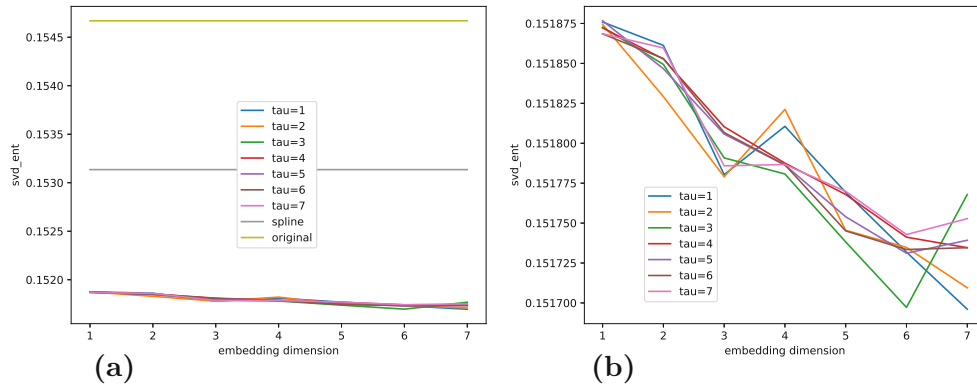 0.1545
0.1540
0.1535
0.1530
0.1525
0.1520
svd_ent
tau=1
tau=2
tau=3
tau=4
tau=5
tau=6
tau=7
spline
original
1 2 3 4 5 6 7
embedding dimension
(a)
0.151875
0.151850
0.151825
0.151800
0.151775
0.151750
0.151725
0.151700
svd_ent
tau=1
tau=2
tau=3
tau=4
tau=5
tau=6
tau=7
1 2 3 4 5 6 7
embedding dimension
(b)